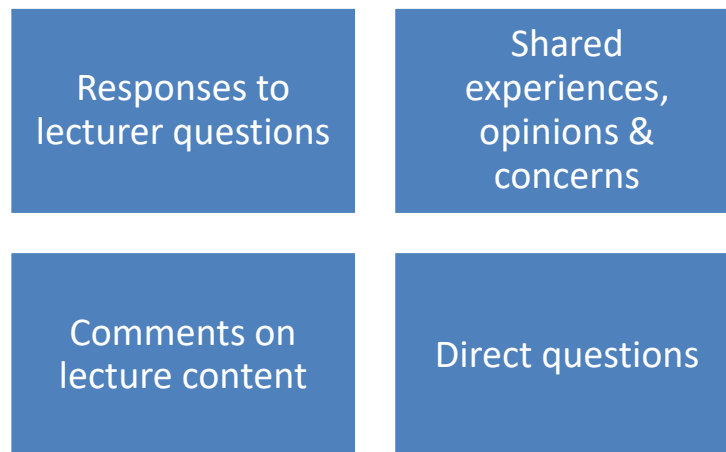 Responses to
lecturer questions
Shared
experiences,
opinions &
concerns
Comments on
lecture content
Direct questions